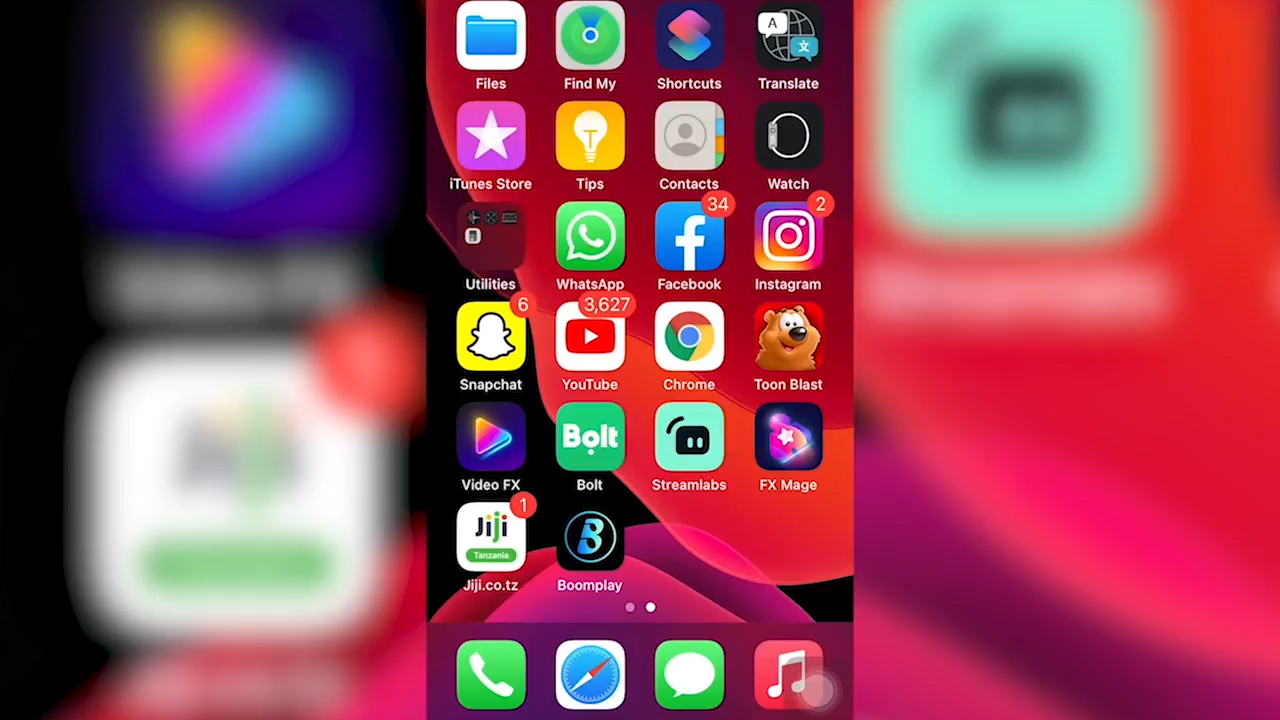 A
文
Files
Find My
Shortcuts
Translate
T
iTunes Store
Tips
Contacts
Watch
34
2
Utilities
WhatsApp
Facebook
Instagram
6
3,627
Snapchat
YouTube
Chrome
Toon Blast
Bolt
Video FX
Bolt
Streamlabs
FX Mage
1
Jiji
Tanzania
B
Jiji.co.tz
Boomplay